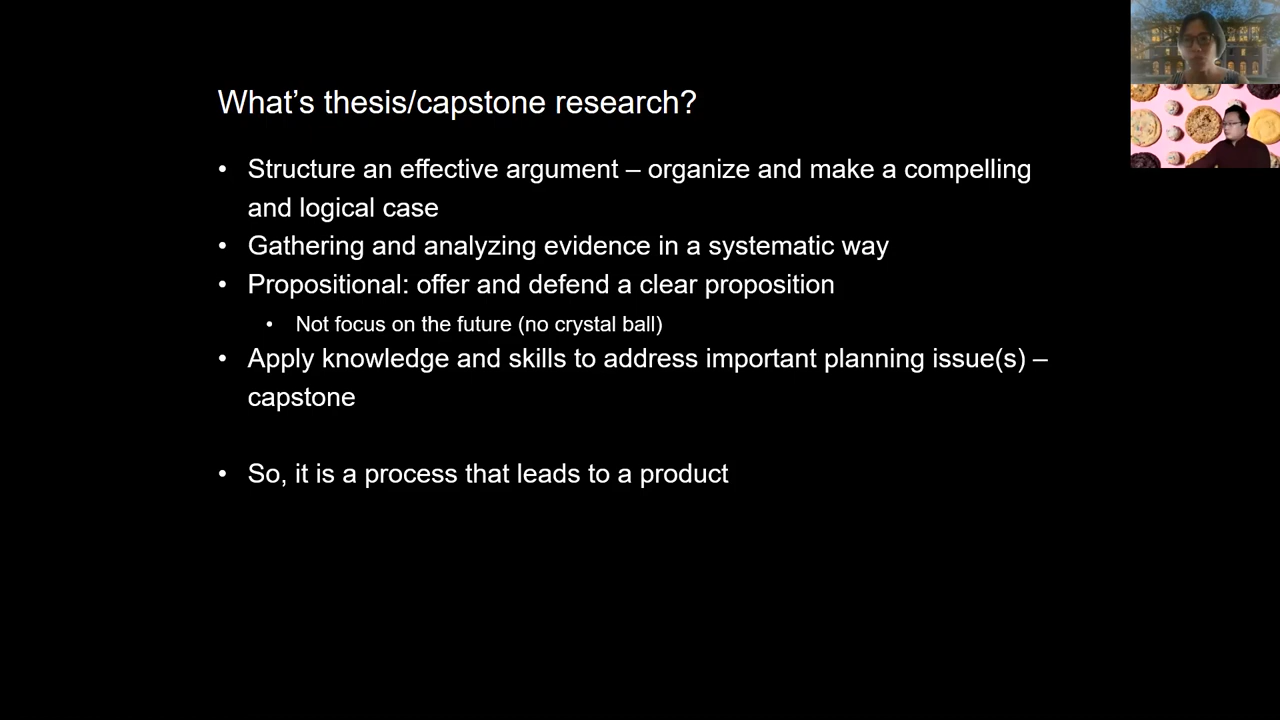 What’s thesis/capstone research?
• Structure an effective argument – organize and make a compelling
and logical case
• Gathering and analyzing evidence in a systematic way
• Propositional: offer and defend a clear proposition
• Not focus on the future (no crystal ball)
• Apply knowledge and skills to address important planning issue(s) –
capstone
• So, it is a process that leads to a product